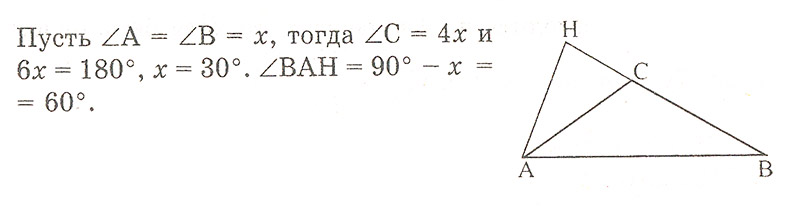 Пусть ∠A = ∠B = x, тогда ∠C = 4x и
6x = 180°, x = 30°. ∠BAH = 90° − x =
= 60°.
H
C
A
B